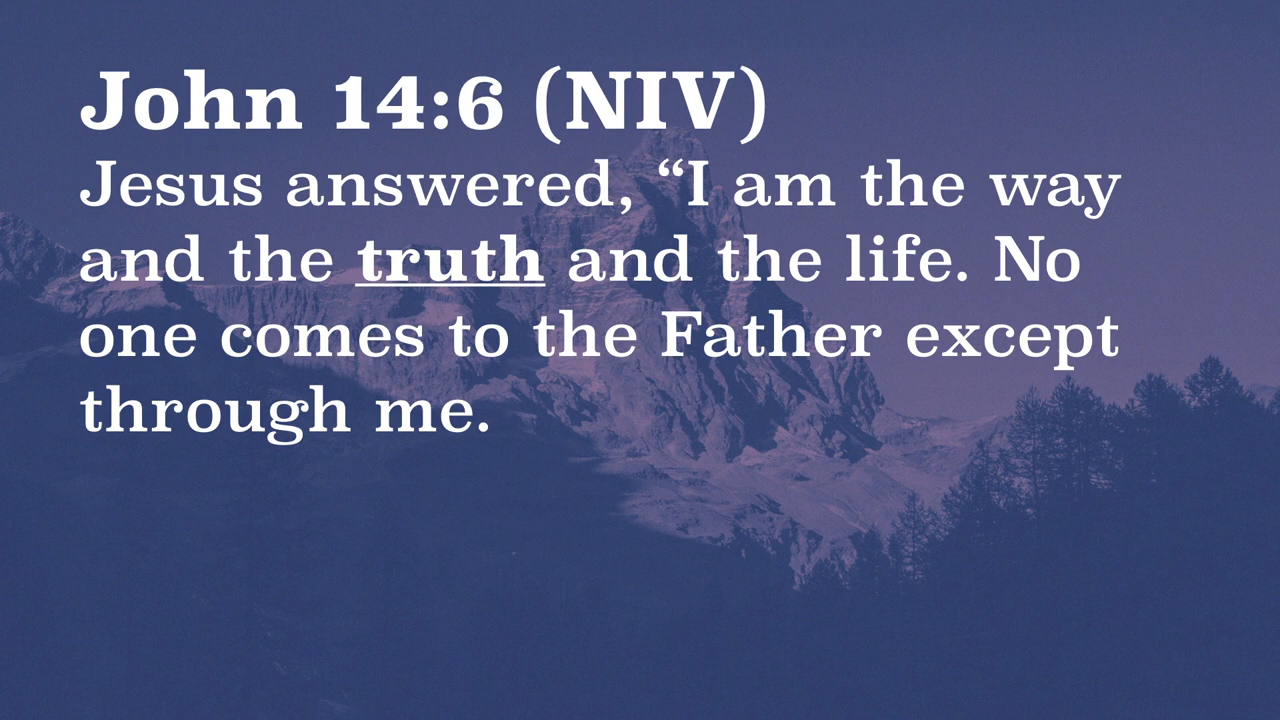 John 14:6 (NIV)
Jesus answered, “I am the way
and the truth and the life. No
one comes to the Father except
through me.